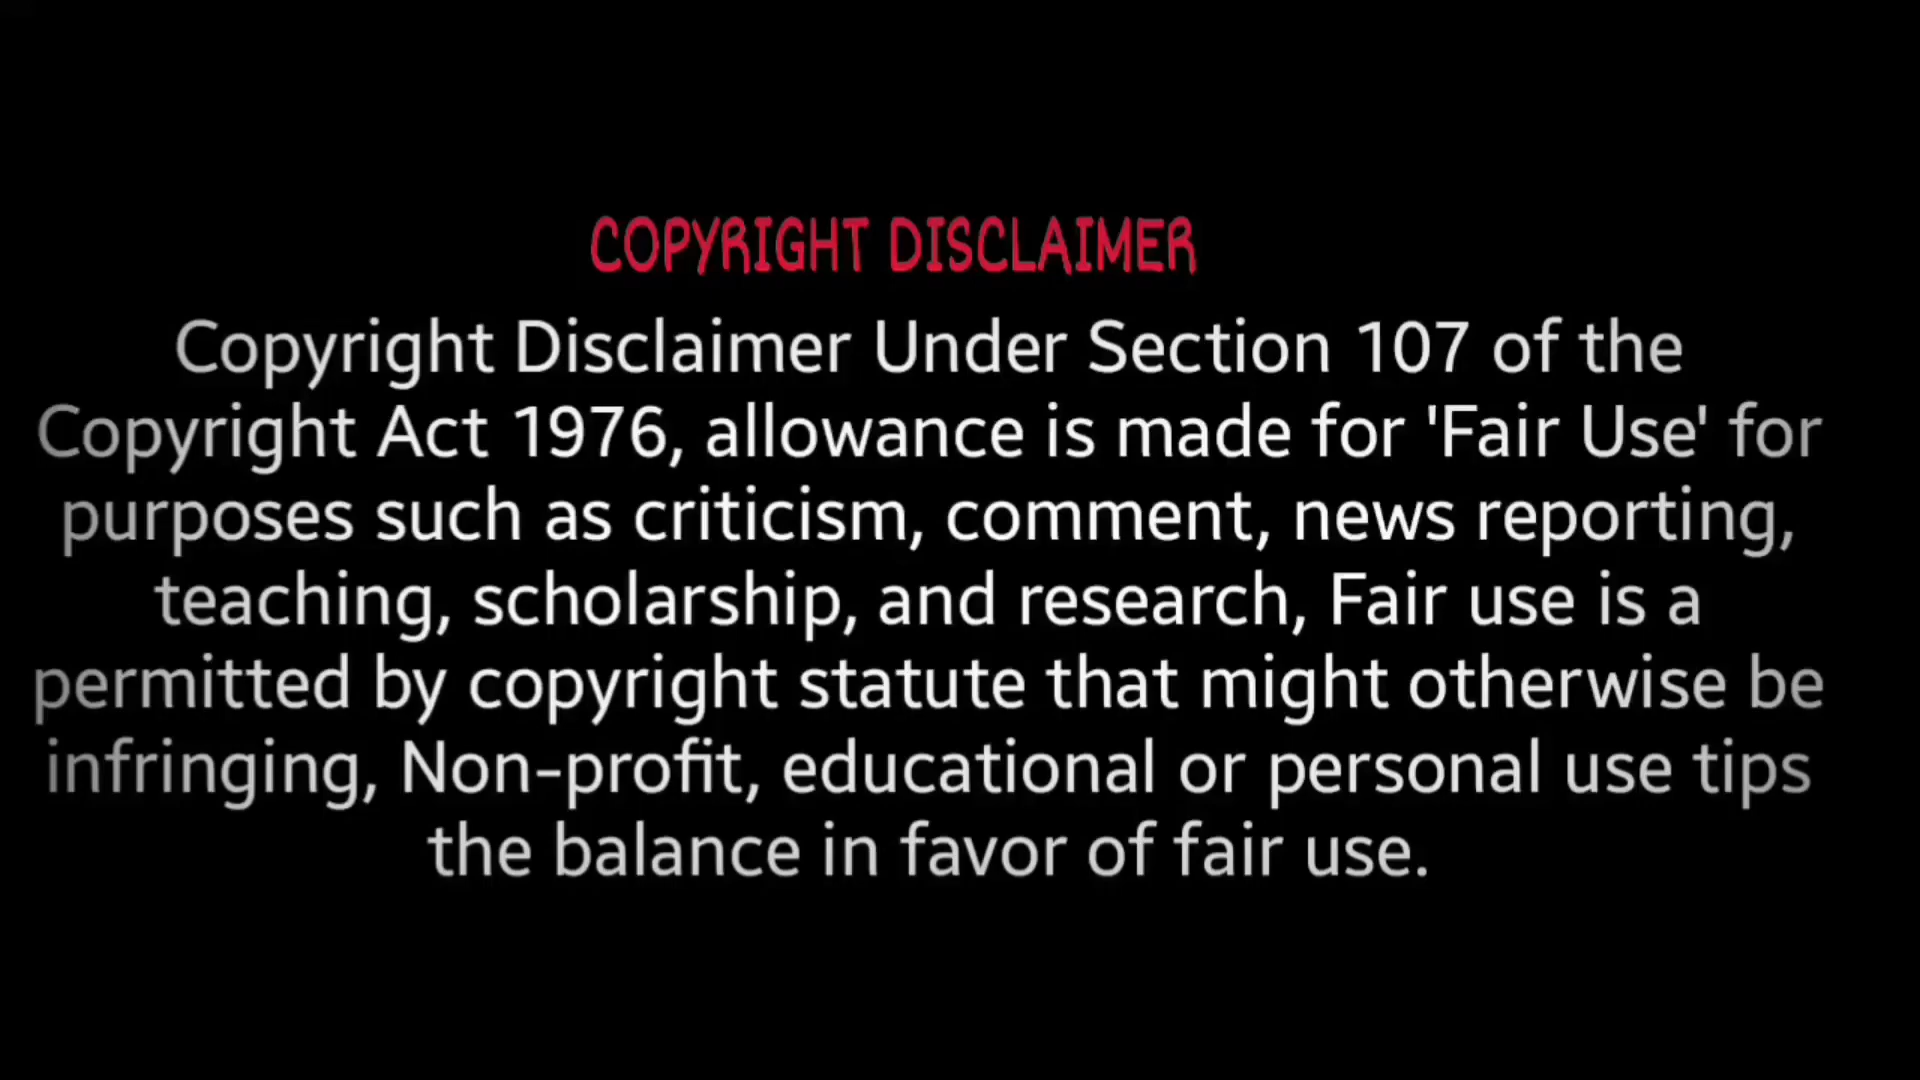 COPYRIGHT DISCLAIMER
Copyright Disclaimer Under Section 107 of the
Copyright Act 1976, allowance is made for 'Fair Use' for
purposes such as criticism, comment, news reporting,
teaching, scholarship, and research, Fair use is a
permitted by copyright statute that might otherwise be
infringing, Non-profit, educational or personal use tips
the balance in favor of fair use.